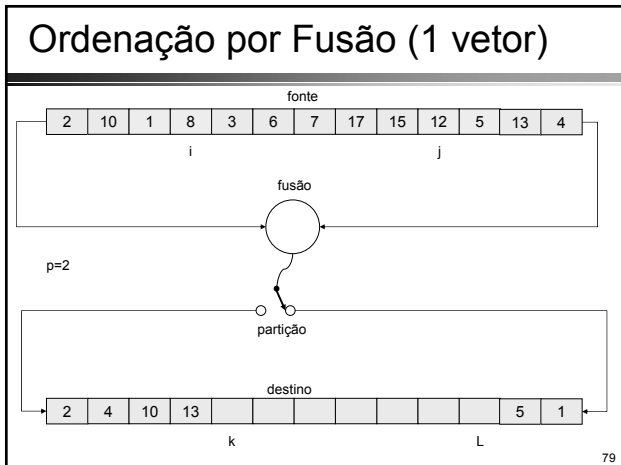 Ordenação por Fusão (1 vetor)
fonte
2 10 1 8 3 6 7 17 15 12 5 13 4
i j
fusão
p=2
partição
destino
2 4 10 13 5 1
k L
79